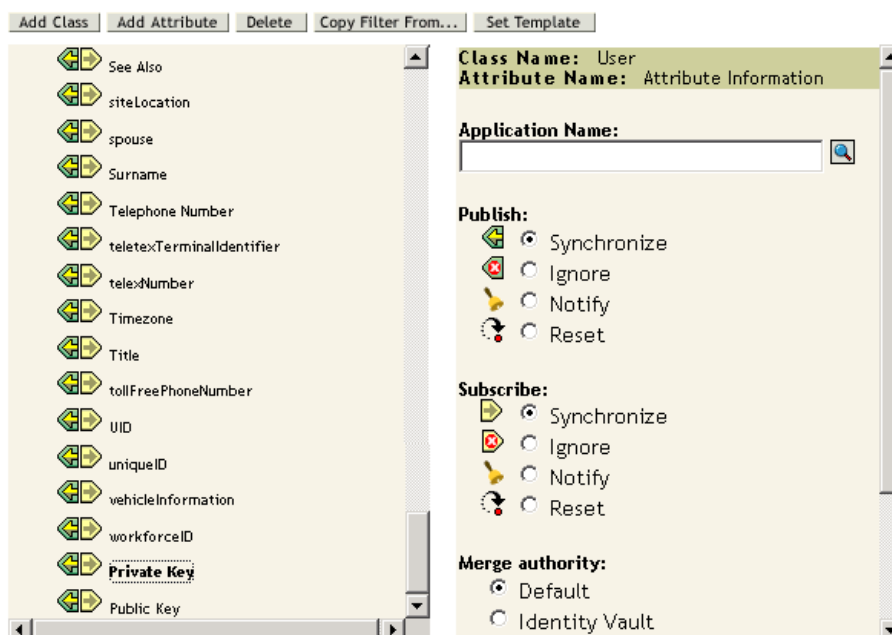 Add Class
Add Attribute
Delete
Copy Filter From...
Set Template
See Also
siteLocation
spouse
Surname
Telephone Number
teletexTerminalIdentifier
telexNumber
Timezone
Title
tollFreePhoneNumber
UID
uniqueID
vehicleInformation
workforceID
Private Key
Public Key
Class Name: User
Attribute Name: Attribute Information
Application Name:
Publish:
Synchronize
Ignore
Notify
Reset
Subscribe:
Synchronize
Ignore
Notify
Reset
Merge authority:
Default
Identity Vault